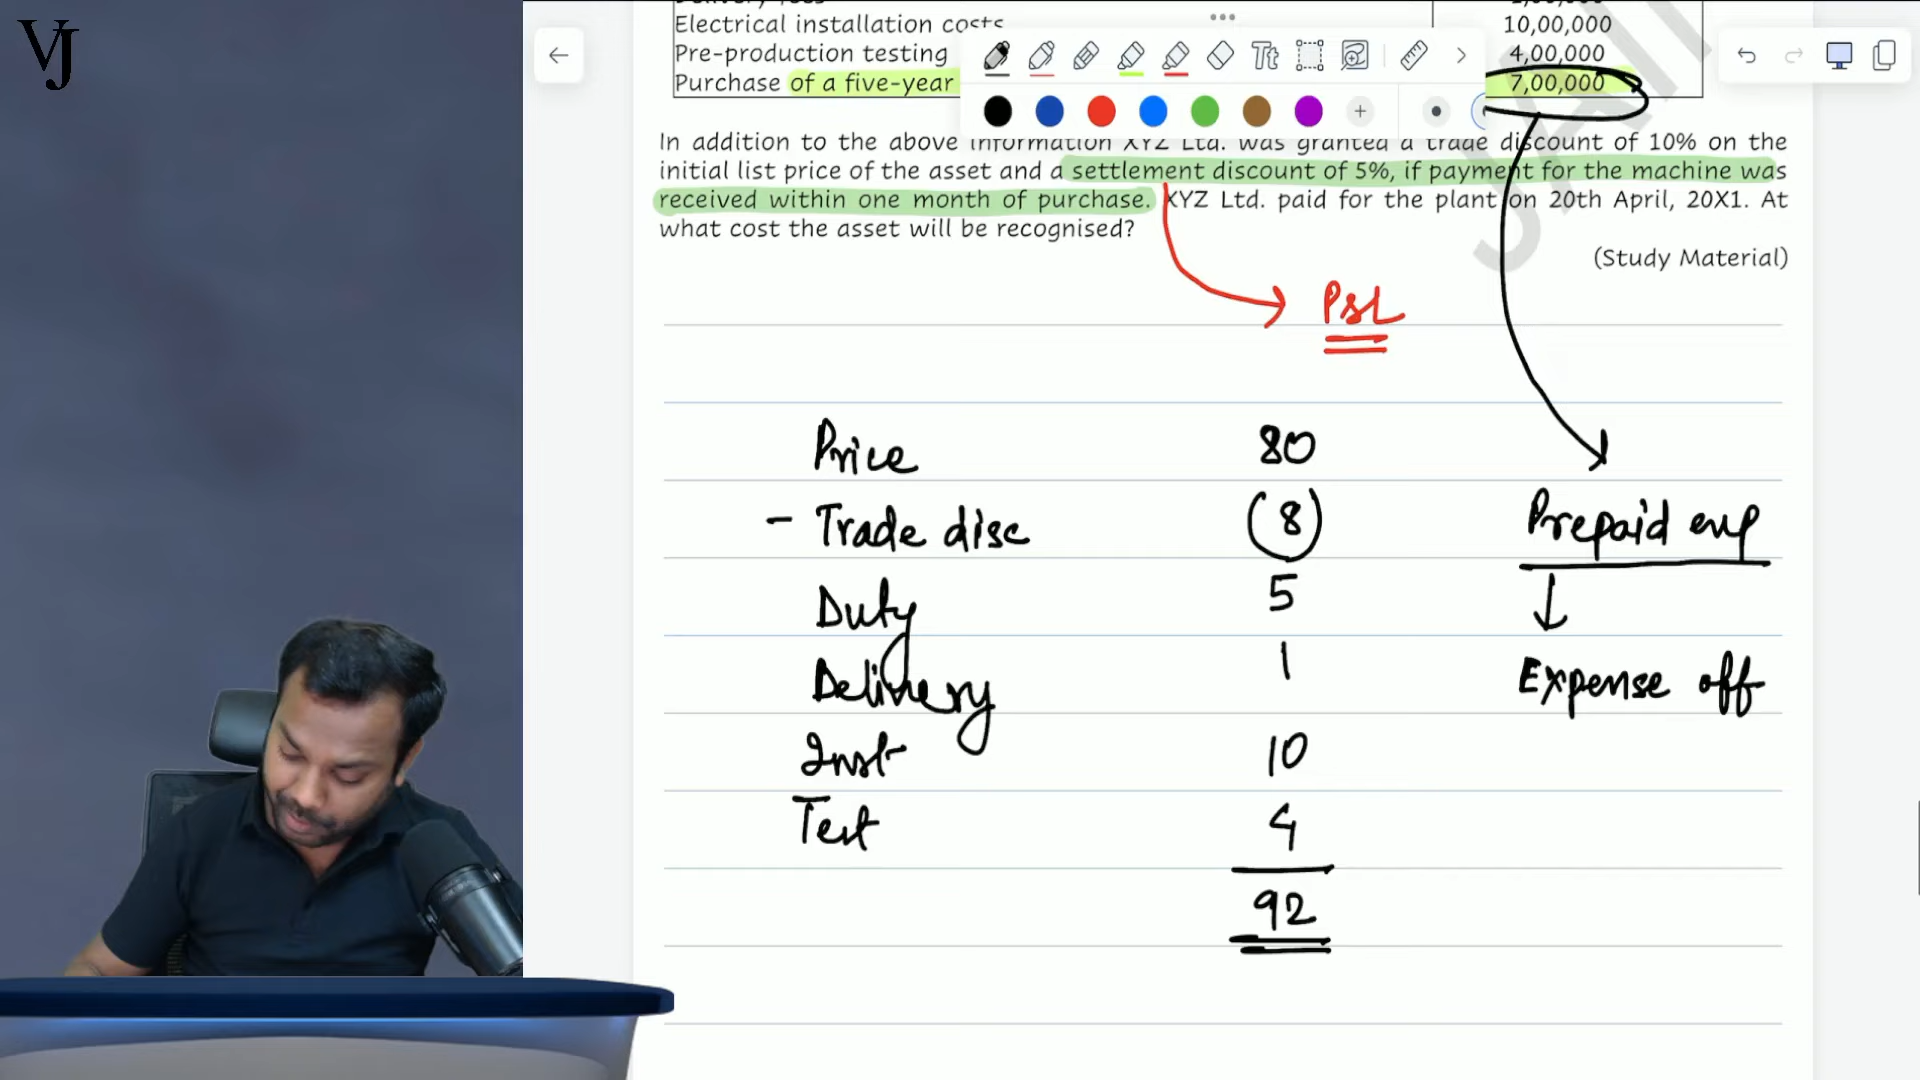 VJ
Electrical installation costs 10,00,000
Pre-production testing 4,00,000
Purchase of a five-year 7,00,000
Tt
In addition to the above information XYZ Ltd. was granted a trade discount of 10% on the
initial list price of the asset and a settlement discount of 5%, if payment for the machine was
received within one month of purchase. XYZ Ltd. paid for the plant on 20th April, 20X1. At
what cost the asset will be recognised?
(Study Material)
P&L
Price 80
- Trade disc (8)
Prepaid exp
Duty 5
Delivery 1
Expense off
Inst 10
Test 4
92